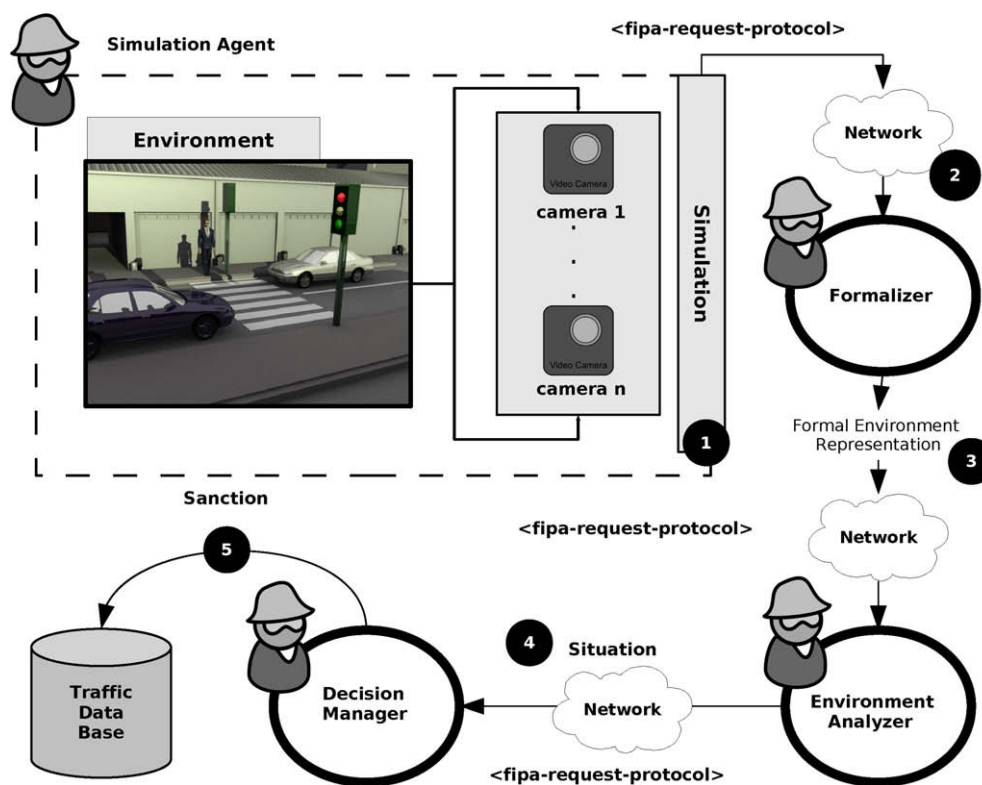 <fipa-request-protocol>
Simulation Agent
Environment
Network
2
Video Camera
camera 1
Simulation
Formalizer
Video Camera
camera n
1
Formal Environment
Representation
3
Sanction
<fipa-request-protocol>
5
Network
4
Situation
Traffic
Data
Base
Decision
Manager
Network
Environment
Analyzer
<fipa-request-protocol>